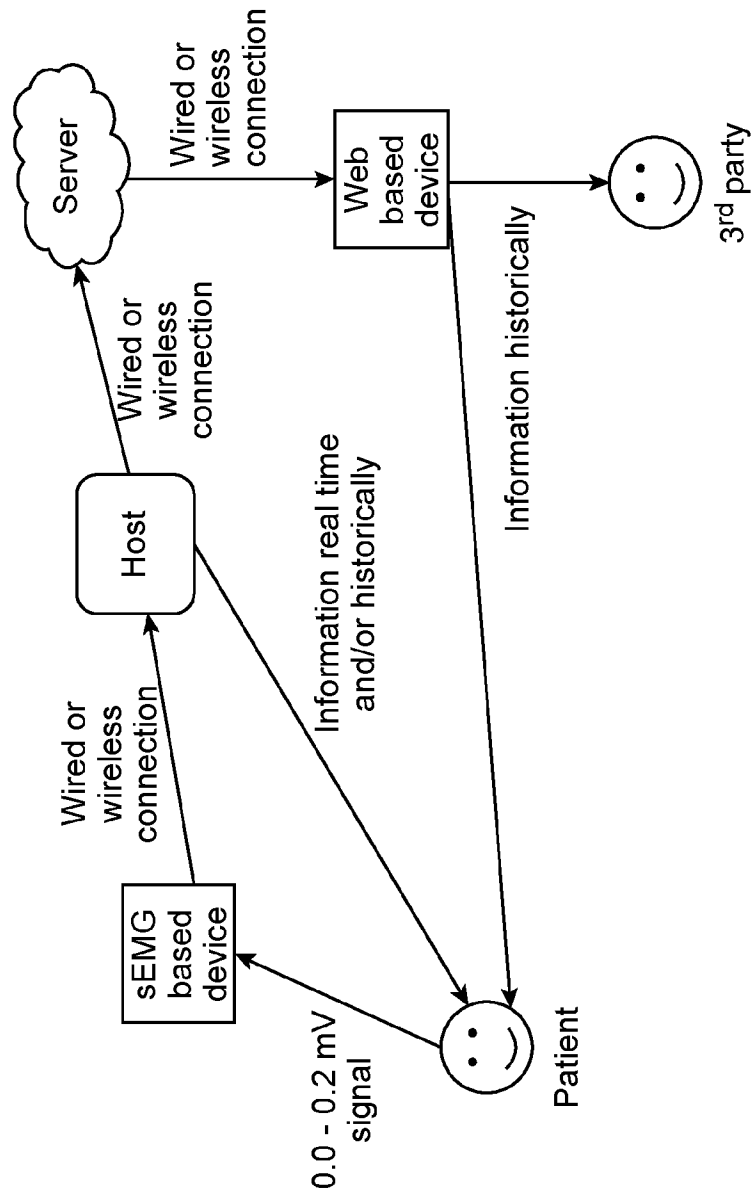 Server
Wired or
wireless
connection
Wired or
wireless
connection
Host
Wired or
wireless
connection
sEMG
based
device
Web
based
device
Information real time
and/or historically
Information historically
0.0 - 0.2 mV
signal
Patient
3rd party